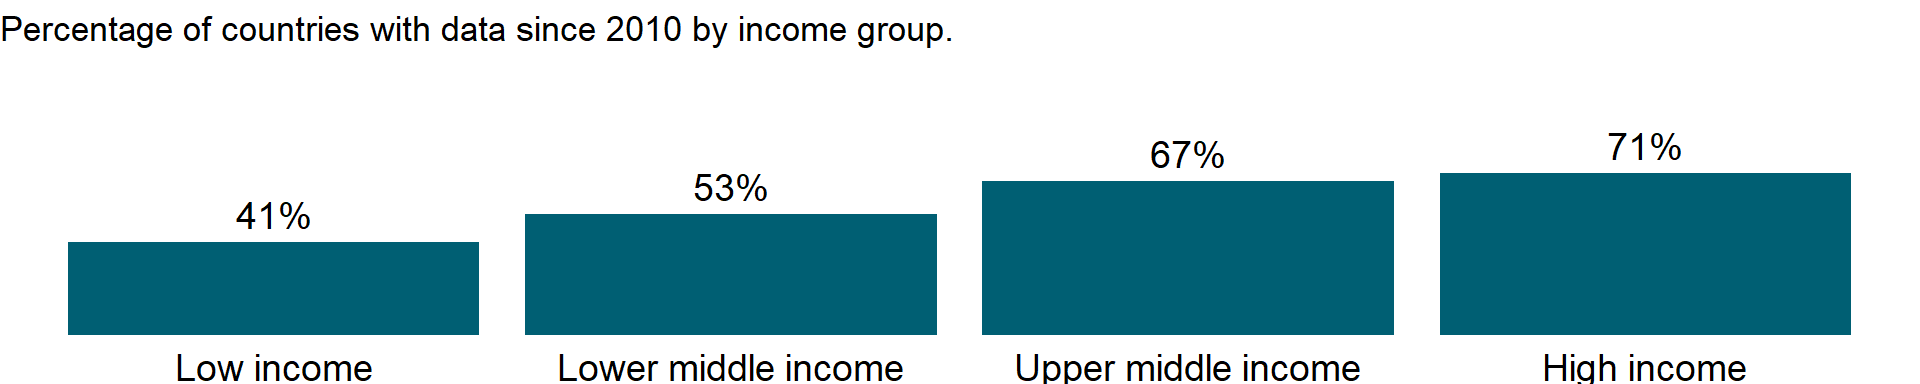 Percentage of countries with data since 2010 by income group.
71%
67%
53%
41%
Low income Lower middle income Upper middle income High income